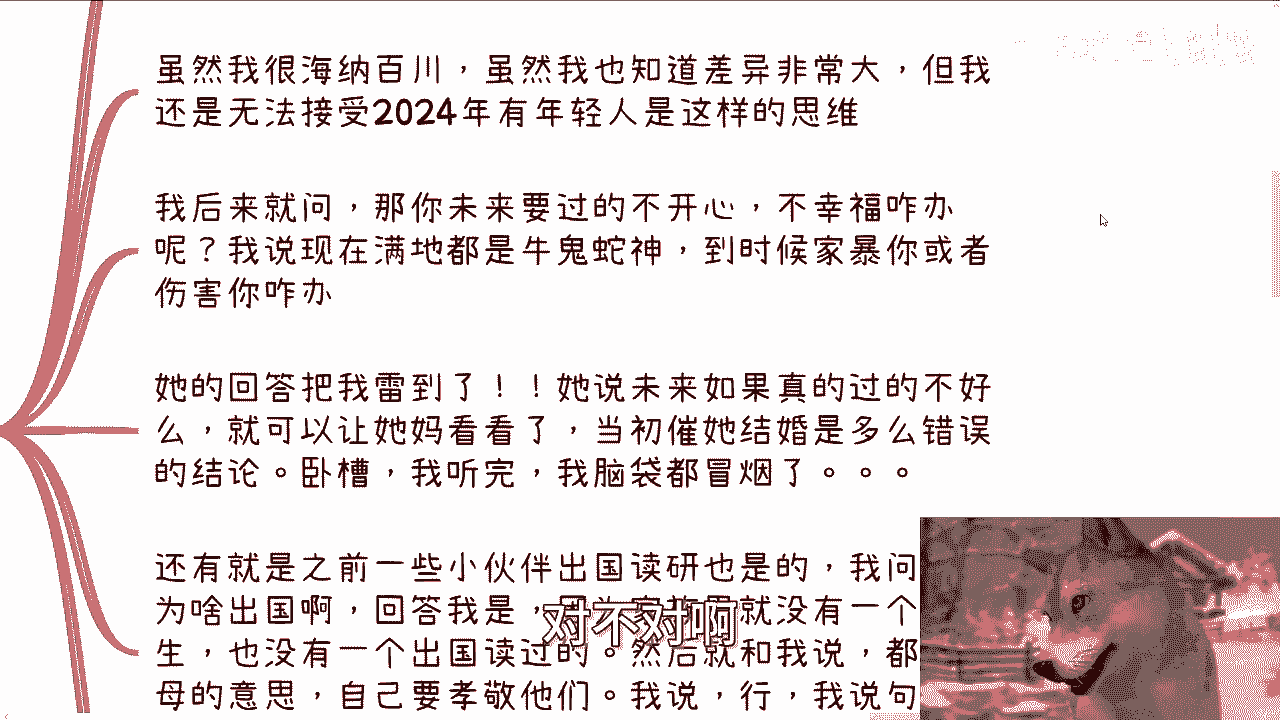 虽然我很海纳百川，虽然我也知道差异非常大，但我
还是无法接受2024年有年轻人是这样的思维
我后来就问，那你未来要过的不开心，不幸福咋办
呢？我说现在满地都是牛鬼蛇神，到时候家暴你或者
伤害你咋办
她的回答把我雷到了！！她说未来如果真的过的不好
么，就可以让她妈看看了，当初催她结婚是多么错误
的结论。卧槽，我听完，我脑袋都冒烟了。。。
还有就是之前一些小伙伴出国读研也是的，我问
为啥出国啊，回答我是，就没有一个
对不对啊
生，也没有一个出国读过的。然后就和我说，都
母的意思，自己要孝敬他们。我说，行，我说句